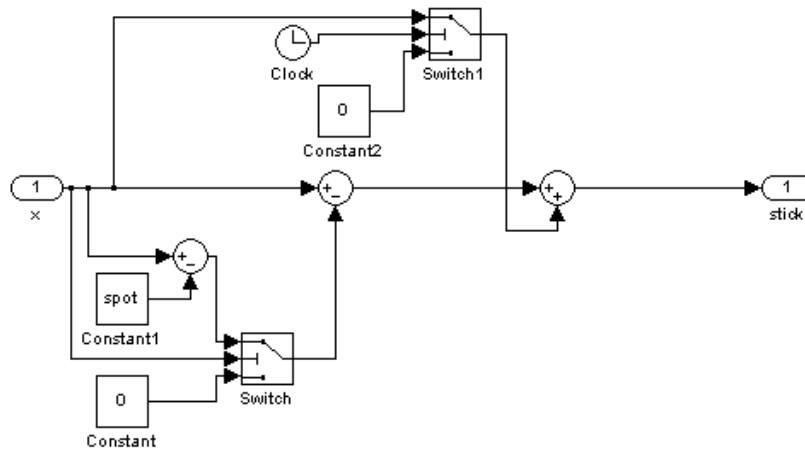 Clock
Switch1
0
Constant2
1
x
1
stick
spot
Constant1
Switch
0
Constant